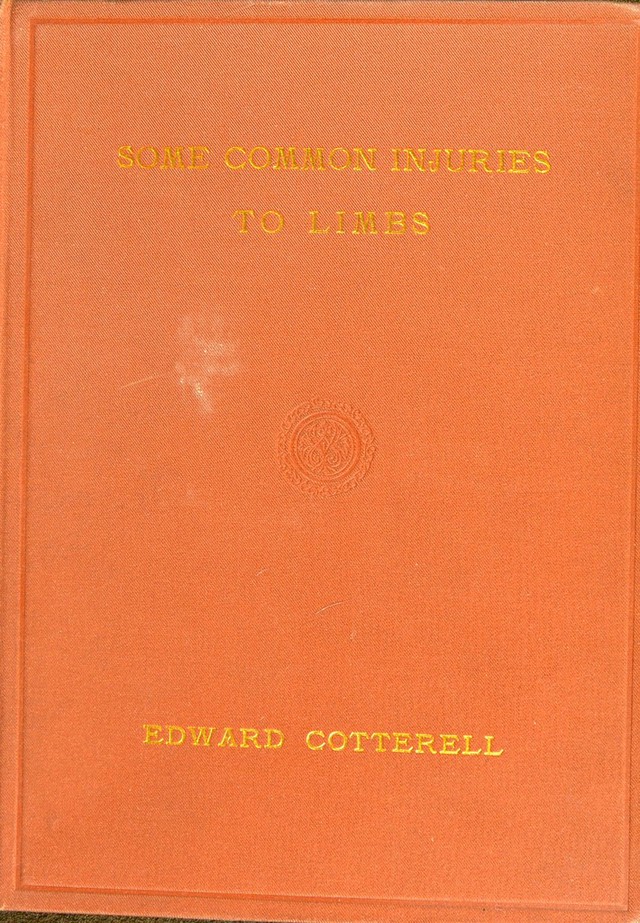 SOME COMMON INJURIES
TO LIMBS
EDWARD COTTERELL